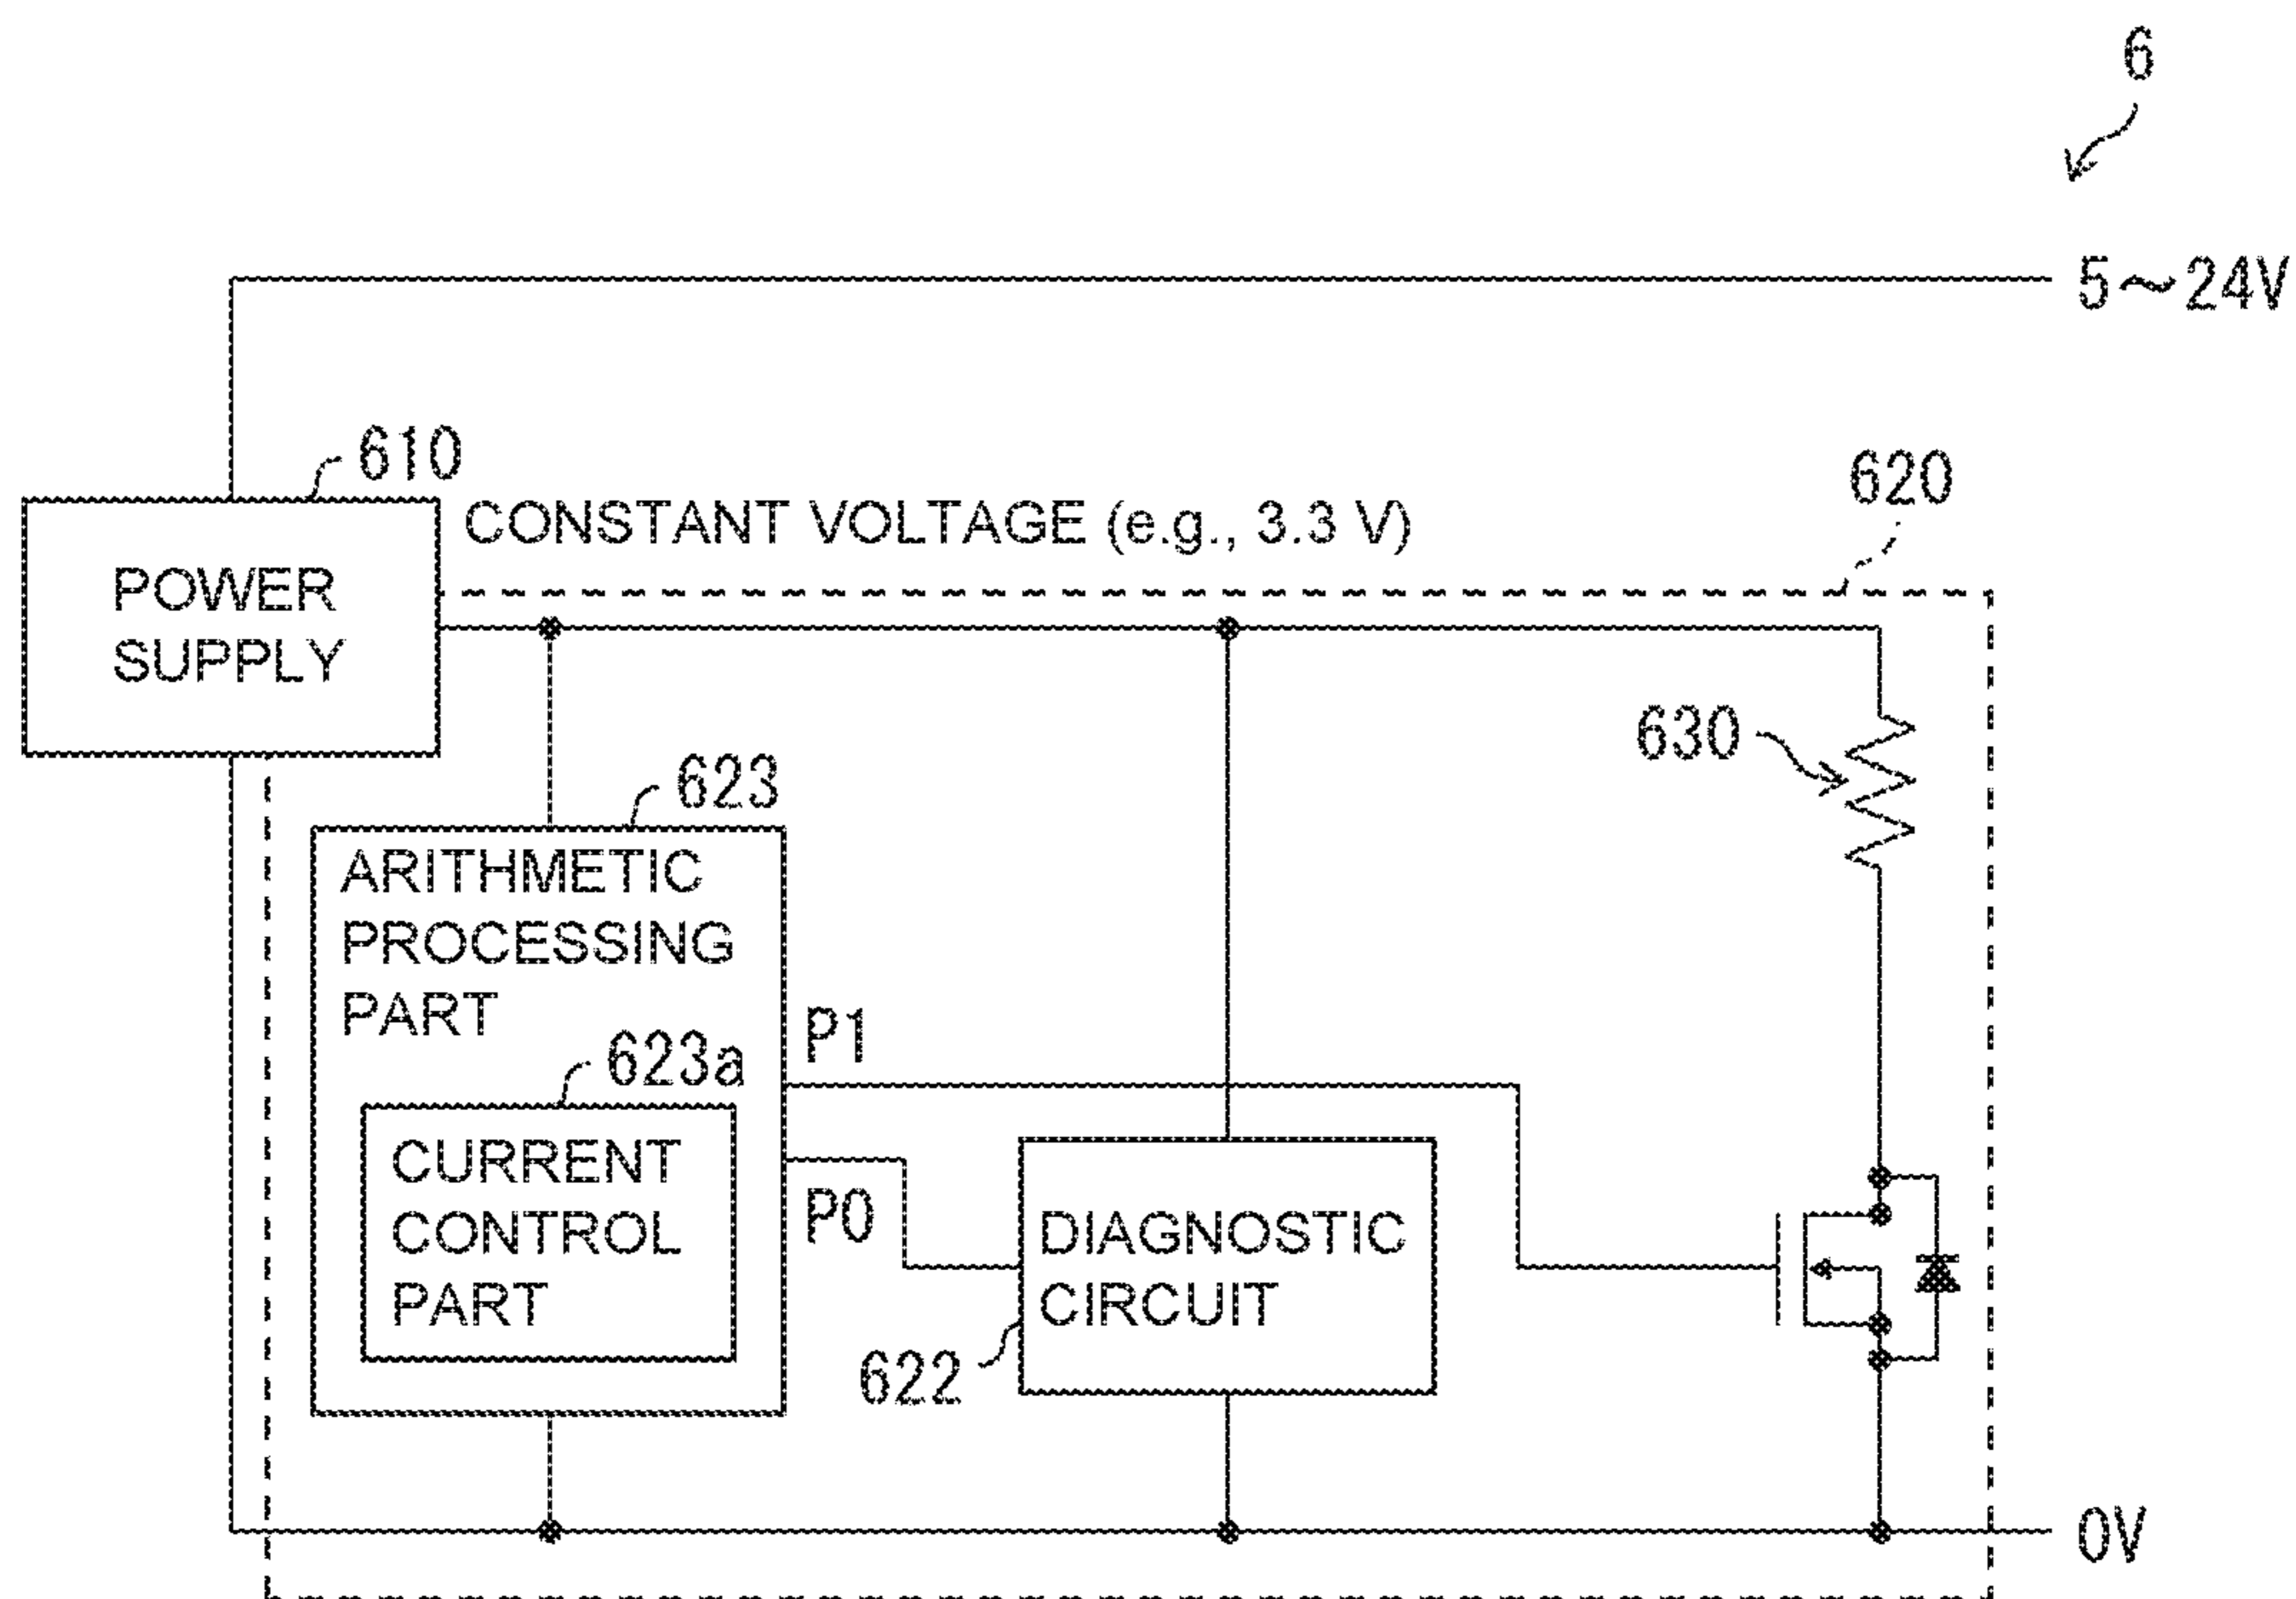 6
5~24V
610
CONSTANT VOLTAGE (e.g., 3.3 V)
620
POWER
SUPPLY
630
623
ARITHMETIC
PROCESSING
PART
P1
623a
CURRENT
CONTROL
PART
P0
DIAGNOSTIC
CIRCUIT
622
0V